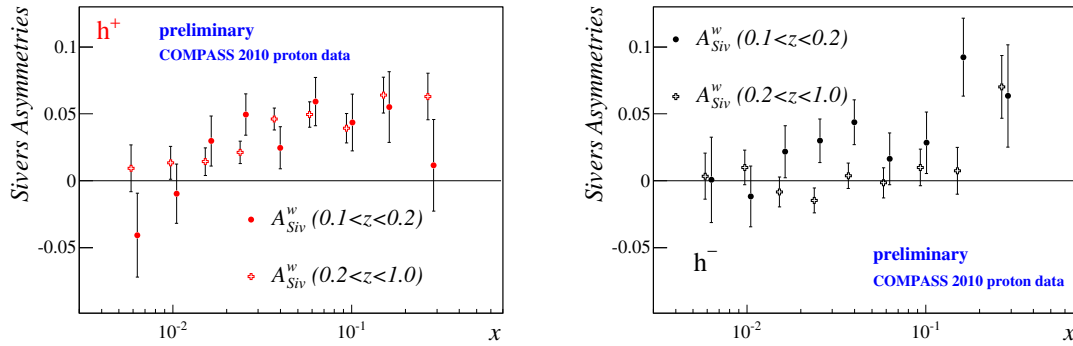 Sivers Asymmetries
h+
preliminary
COMPASS 2010 proton data
0.1
0.05
0
-0.05
A^w_Siv (0.1<z<0.2)
A^w_Siv (0.2<z<1.0)
10^-2
10^-1
x
Sivers Asymmetries
0.1
0.05
0
-0.05
A^w_Siv (0.1<z<0.2)
A^w_Siv (0.2<z<1.0)
h−
preliminary
COMPASS 2010 proton data
10^-2
10^-1
x